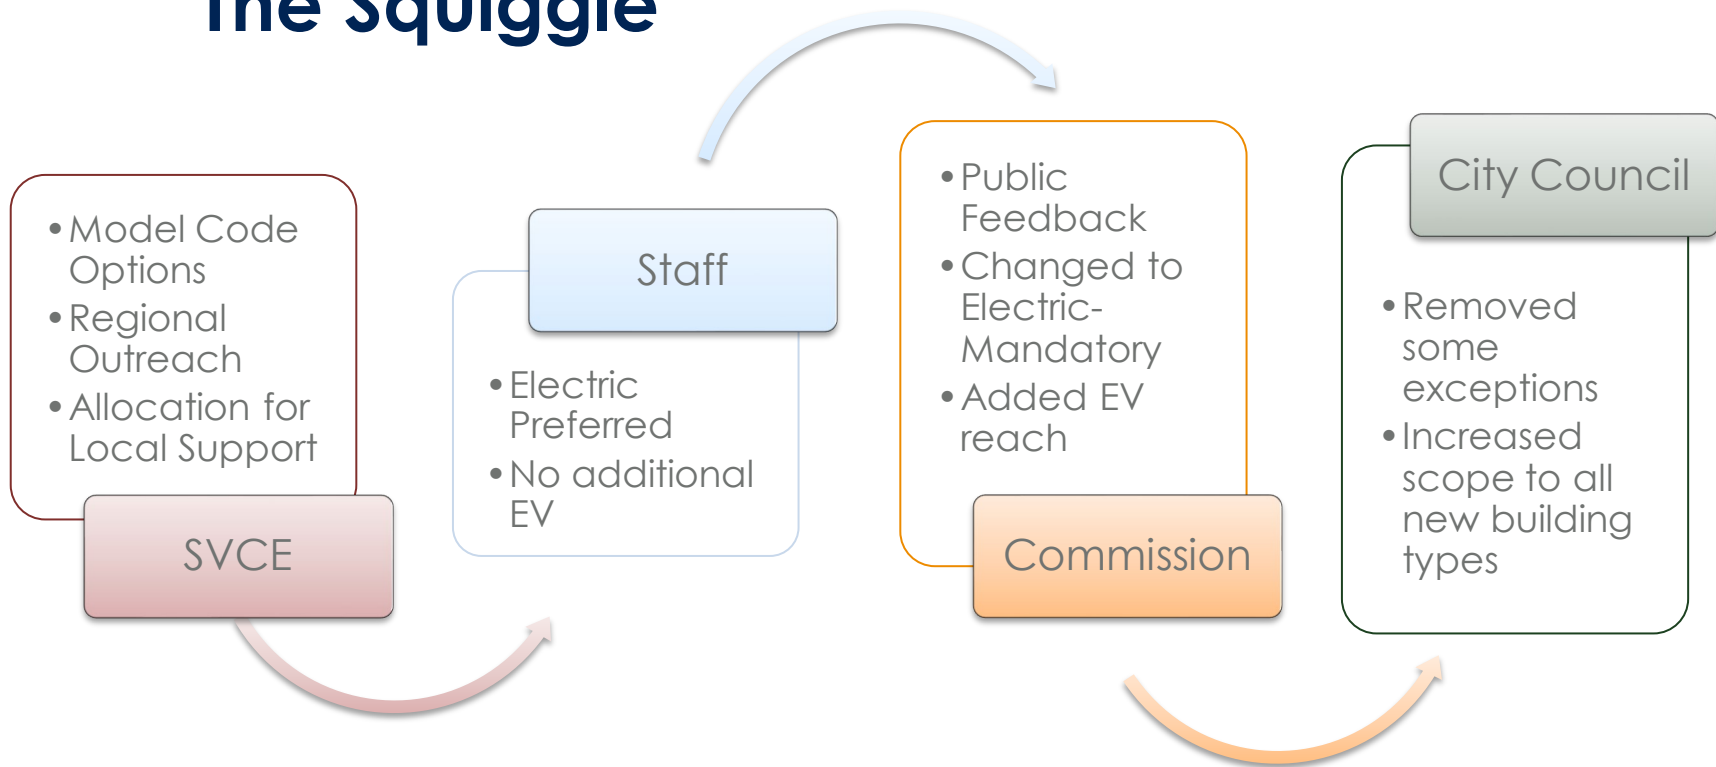 The Squiggle
• Model Code
Options
• Regional
Outreach
• Allocation for
Local Support
SVCE
Staff
• Electric
Preferred
• No additional
EV
• Public
Feedback
• Changed to
Electric-
Mandatory
• Added EV
reach
Commission
City Council
• Removed
some
exceptions
• Increased
scope to all
new building
types